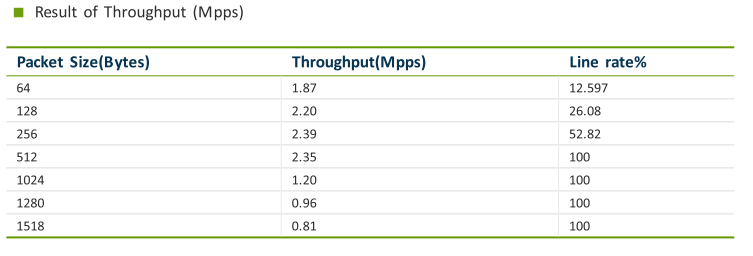 Result of Throughput (Mpps)
Packet Size(Bytes) Throughput(Mpps) Line rate%
64 1.87 12.597
128 2.20 26.08
256 2.39 52.82
512 2.35 100
1024 1.20 100
1280 0.96 100
1518 0.81 100